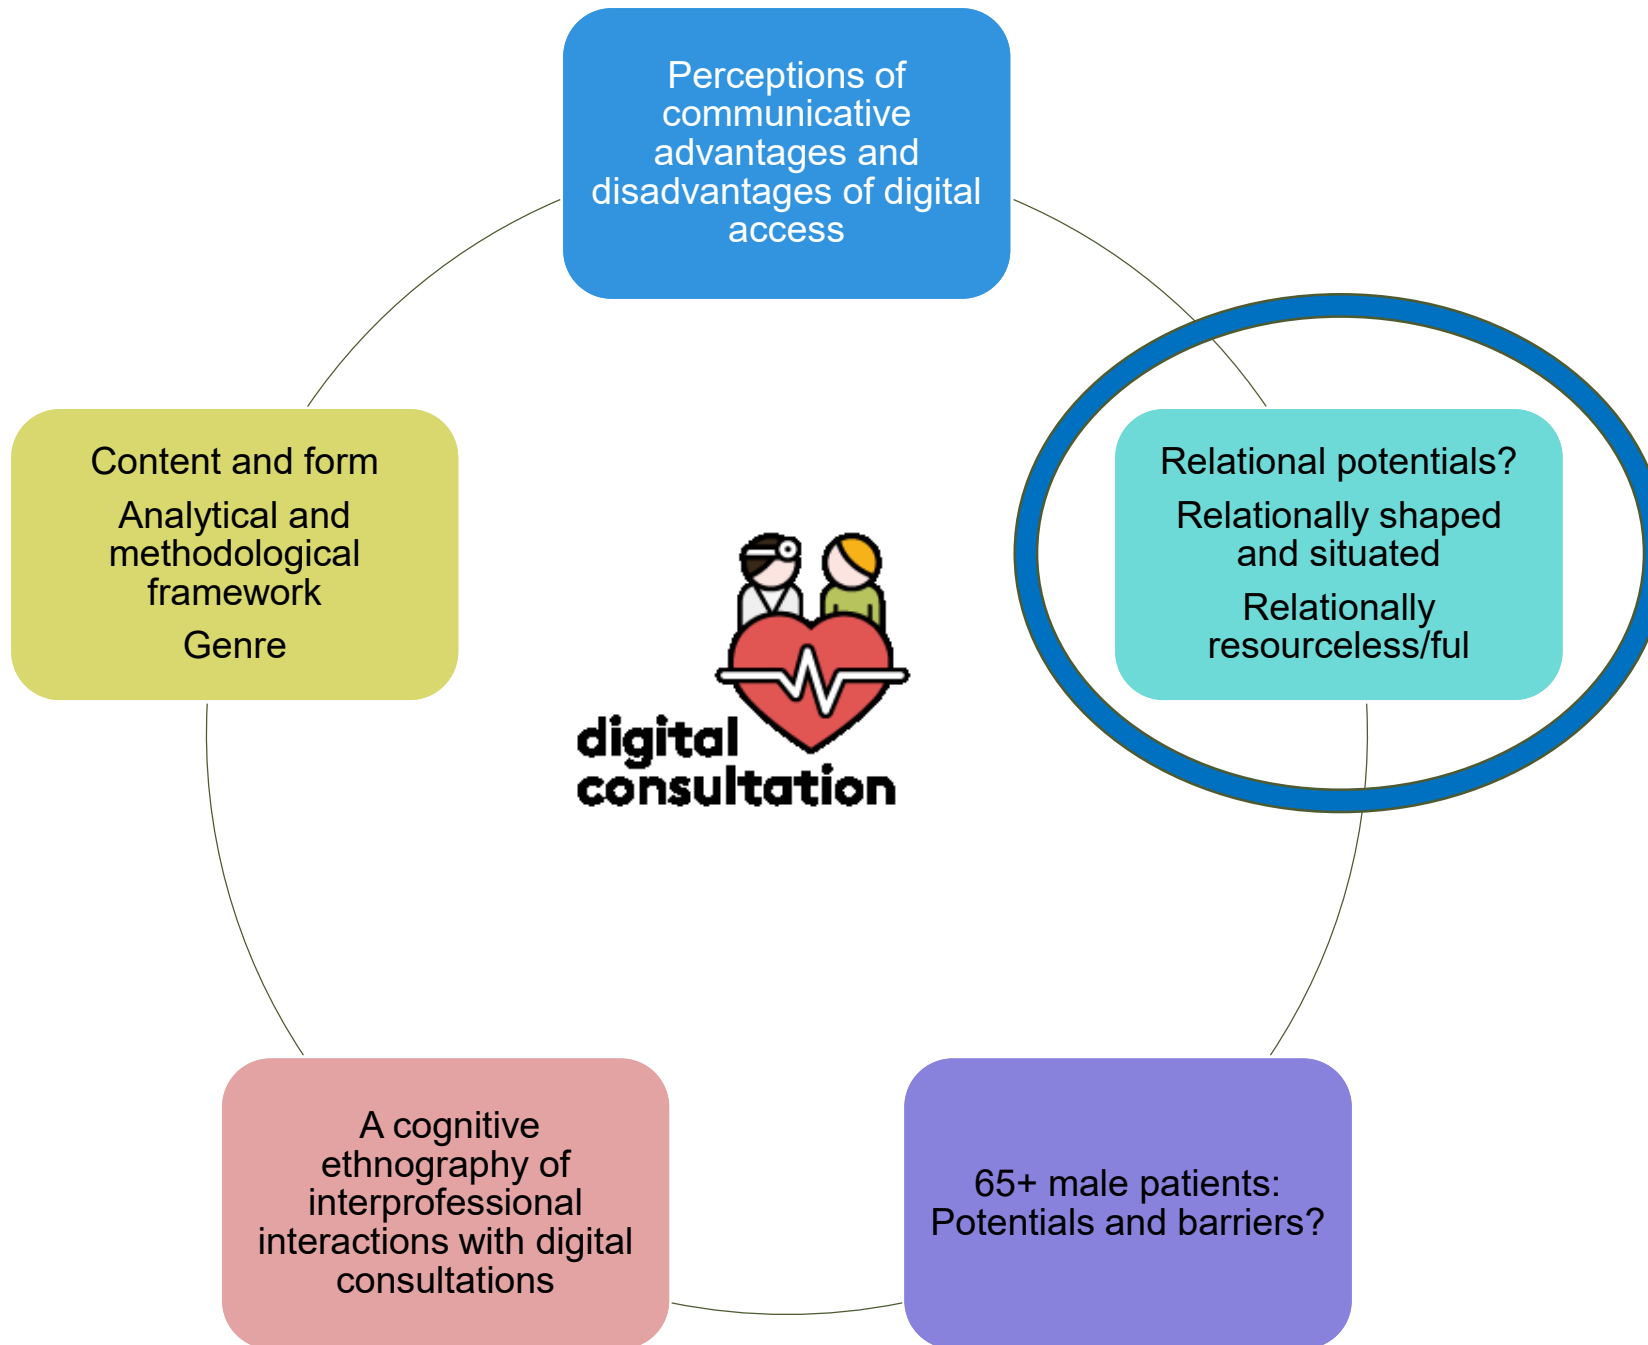 Perceptions of
communicative
advantages and
disadvantages of digital
access
Content and form
Analytical and
methodological
framework
Genre
Relational potentials?
Relationally shaped
and situated
Relationally
resourceless/ful
digital
consultation
A cognitive
ethnography of
interprofessional
interactions with digital
consultations
65+ male patients:
Potentials and barriers?